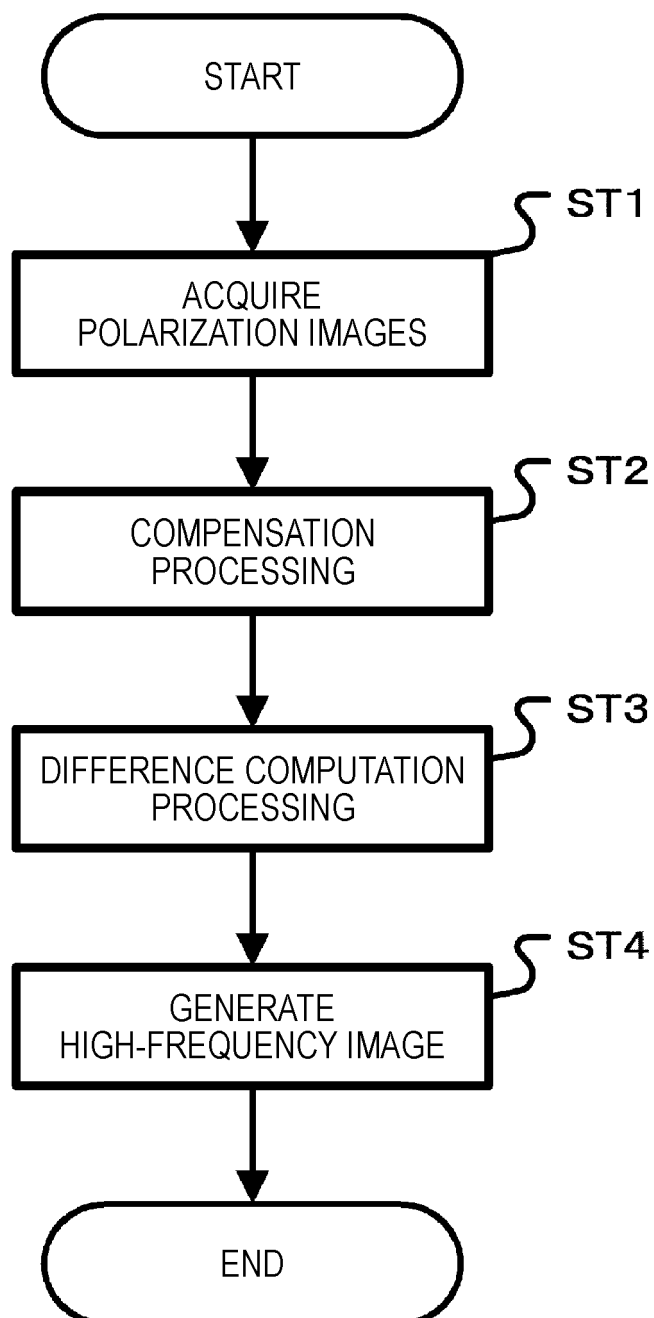 START
ST1
ACQUIRE
POLARIZATION IMAGES
ST2
COMPENSATION
PROCESSING
ST3
DIFFERENCE COMPUTATION
PROCESSING
ST4
GENERATE
HIGH-FREQUENCY IMAGE
END